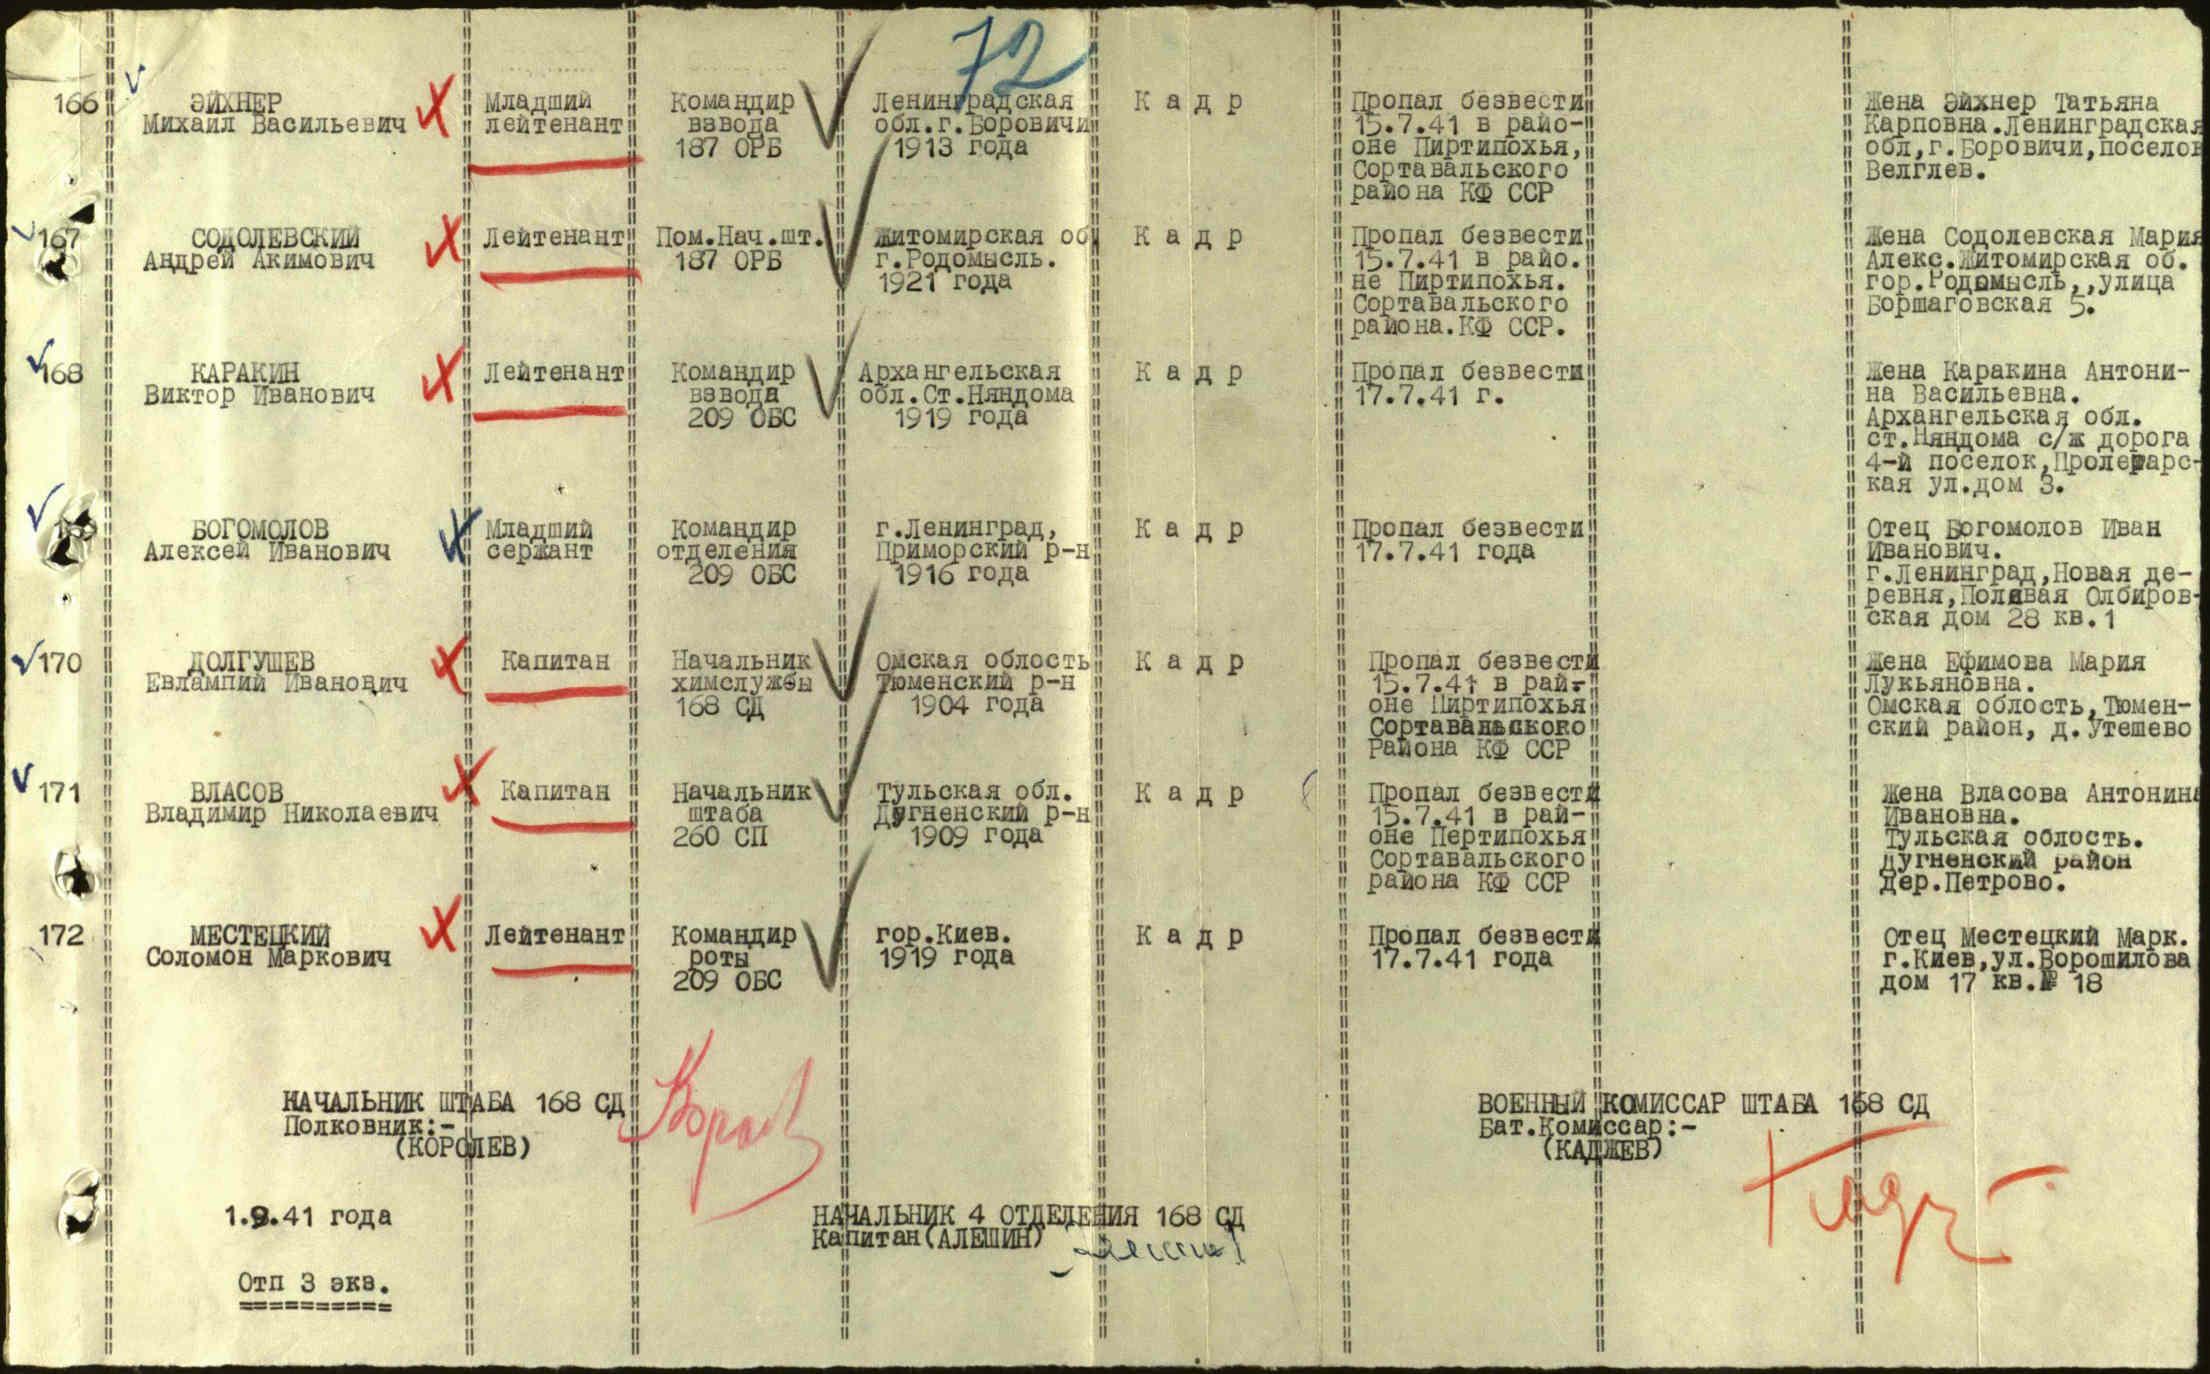 72
166
ЭЙХНЕР
Михаил Васильевич
Младший
лейтенант
Командир
взвода
187 ОРБ
Ленинградская
обл.г.Боровичи
1913 года
К а д р
Пропал безвести
15.7.41 в райо-
оне Пиртипохья,
Сортавальского
района КФ ССР
Жена Эйхнер Татьяна
Карповна.Ленинградская
обл,г.Боровичи,поселок
Велглев.
167
СОДОЛЕВСКИЙ
Андрей Акимович
Лейтенант
Пом.Нач.шт.
187 ОРБ
Житомирская об
г.Родомысль.
1921 года
К а д р
Пропал безвести
15.7.41 в райо.
не Пиртипохья.
Сортавальского
района.КФ ССР.
Жена Содолевская Мария
Алекс.Житомирская об.
гор.Родомысль,,улица
Борщаговская 5.
168
КАРАКИН
Виктор Иванович
Лейтенант
Командир
взвода
209 ОБС
Архангельская
обл.Ст.Няндома
1919 года
К а д р
Пропал безвести
17.7.41 г.
Жена Каракина Антони-
на Васильевна.
Архангельская обл.
ст.Няндома с/ж дорога
4-й поселок,Пролетарс-
кая ул.дом 3.
БОГОМОЛОВ
Алексей Иванович
Младший
сержант
Командир
отделения
209 ОБС
г.Ленинград,
Приморский р-н
1916 года
К а д р
Пропал безвести
17.7.41 года
Отец Богомолов Иван
Иванович.
г.Ленинград,Новая де-
ревня,Полявая Олбиров-
ская дом 28 кв.1
170
ДОЛГУШЕВ
Евлампий Иванович
Капитан
Начальник
химслужбы
168 СД
Омская область
Тюменский р-н
1904 года
К а д р
Пропал безвести
15.7.41 в рай-
оне Пиртипохья
Сортавальского
Района КФ ССР
Жена Ефимова Мария
Лукьяновна.
Омская область,Тюмен-
ский район, д.Утешево
171
ВЛАСОВ
Владимир Николаевич
Капитан
Начальник
штаба
260 СП
Тульская обл.
Дугненский р-н
1909 года
К а д р
Пропал безвести
15.7.41 в рай-
оне Пертипохья
Сортавальского
района КФ ССР
Жена Власова Антонина
Ивановна.
Тульская область.
Дугненский район
Дер.Петрово.
172
МЕСТЕЦКИЙ
Соломон Маркович
Лейтенант
Командир
роты
209 ОБС
гор.Киев.
1919 года
К а д р
Пропал безвести
17.7.41 года
Отец Местецкий Марк.
г.Киев,ул.Ворошилова
дом 17 кв.№ 18
НАЧАЛЬНИК ШТАБА 168 СД
Полковник:-
(КОРОЛЕВ)
ВОЕННЫЙ КОМИССАР ШТАБА 168 СД
Бат.Комиссар:-
(КАДЖЕВ)
1.9.41 года
НАЧАЛЬНИК 4 ОТДЕЛЕНИЯ 168 СД
Капитан(АЛЕШИН)
Отп 3 экз.
==========